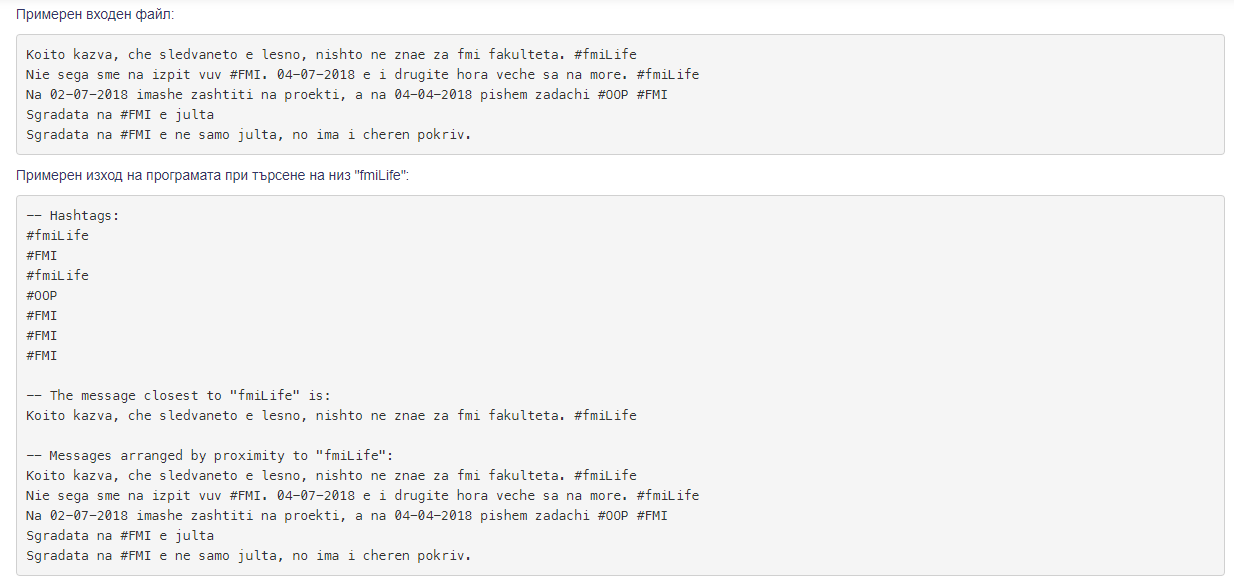 Примерен входен файл:
Koito kazva, che sledvaneto e lesno, nishto ne znae za fmi fakulteta. #fmiLife
Nie sega sme na izpit vuv #FMI. 04-07-2018 e i drugite hora veche sa na more. #fmiLife
Na 02-07-2018 imashe zashtiti na proekti, a na 04-04-2018 pishem zadachi #OOP #FMI
Sgradata na #FMI e julta
Sgradata na #FMI e ne samo julta, no ima i cheren pokriv.
Примерен изход на програмата при търсене на низ "fmiLife":
-- Hashtags:
#fmiLife
#FMI
#fmiLife
#OOP
#FMI
#FMI
#FMI
-- The message closest to "fmiLife" is:
Koito kazva, che sledvaneto e lesno, nishto ne znae za fmi fakulteta. #fmiLife
-- Messages arranged by proximity to "fmiLife":
Koito kazva, che sledvaneto e lesno, nishto ne znae za fmi fakulteta. #fmiLife
Nie sega sme na izpit vuv #FMI. 04-07-2018 e i drugite hora veche sa na more. #fmiLife
Na 02-07-2018 imashe zashtiti na proekti, a na 04-04-2018 pishem zadachi #OOP #FMI
Sgradata na #FMI e julta
Sgradata na #FMI e ne samo julta, no ima i cheren pokriv.